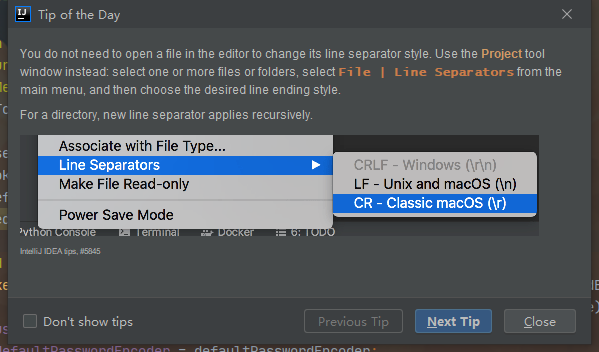 IJ
Tip of the Day
You do not need to open a file in the editor to change its line separator style. Use the Project tool
window instead: select one or more files or folders, select File | Line Separators from the
main menu, and then choose the desired line ending style.
For a directory, new line separator applies recursively.
Associate with File Type...
Line Separators
CRLF - Windows (\r\n)
Make File Read-only
LF - Unix and macOS (\n)
CR - Classic macOS (\r)
Power Save Mode
Python Console Terminal Docker 6: TODO
IntelliJ IDEA tips, #5845
Don't show tips
Previous Tip
Next Tip
Close
defaultPasswordEncoder = defaultPasswordEncoder;